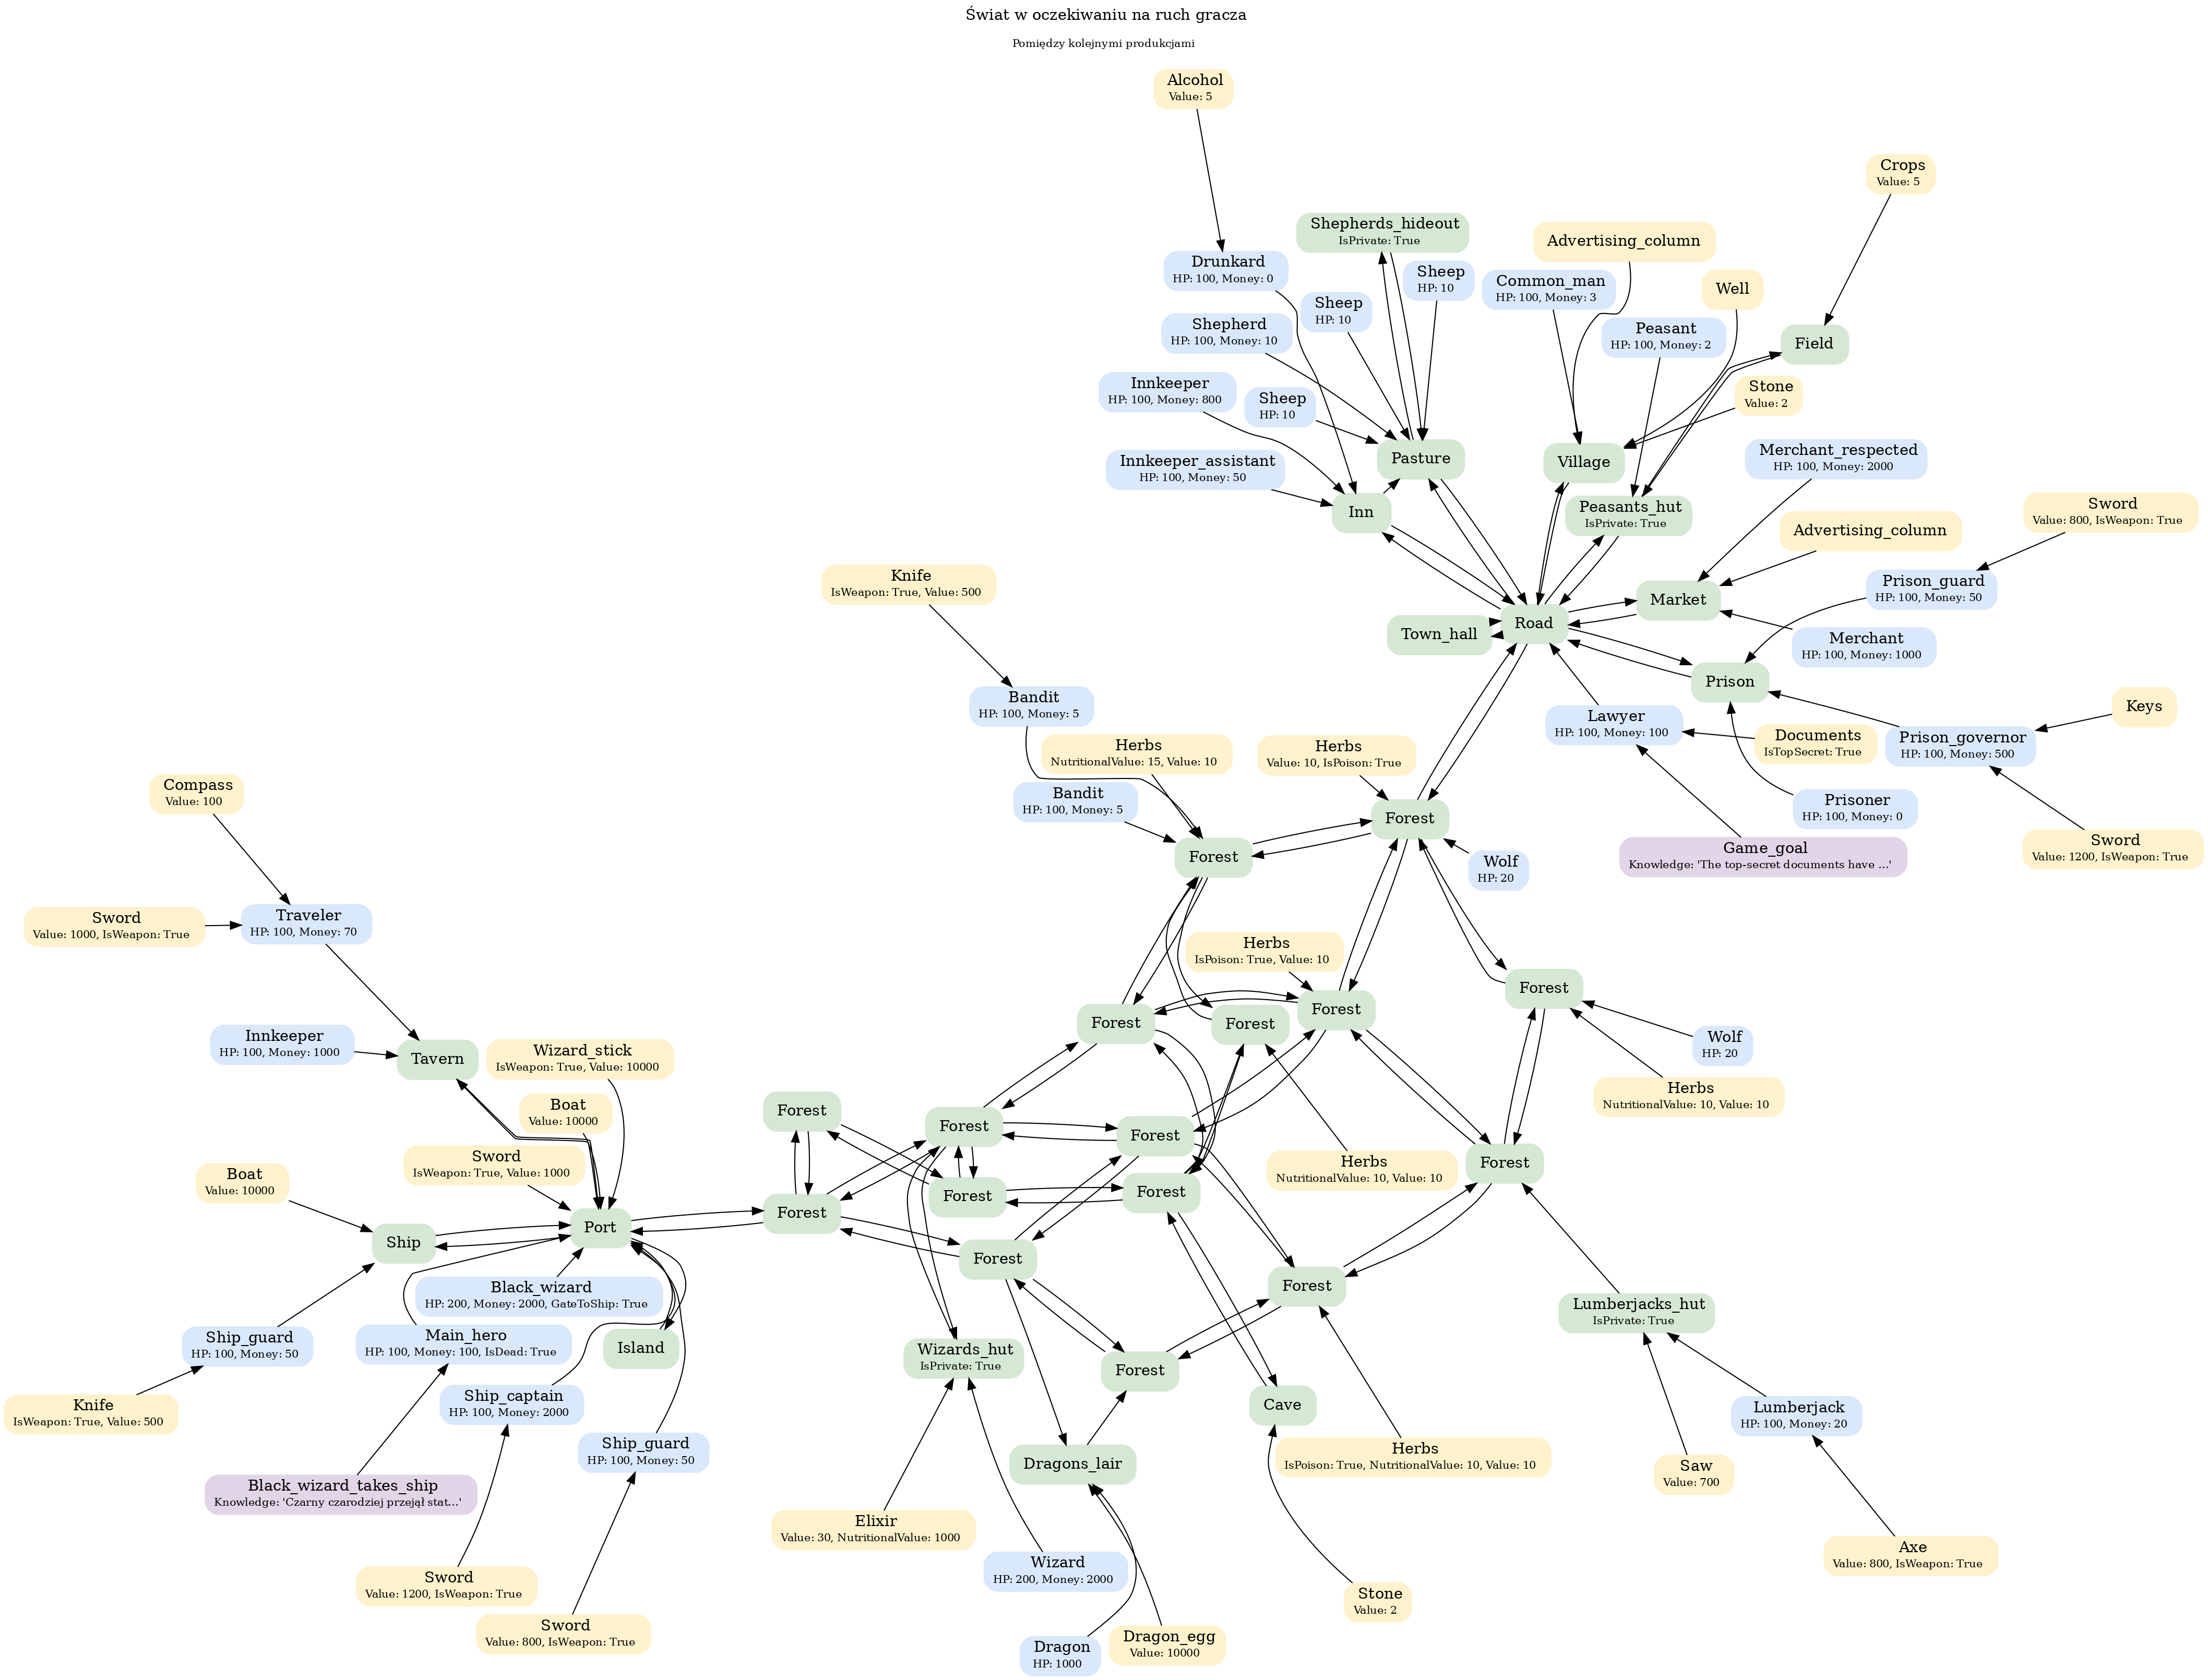 Świat w oczekiwaniu na ruch gracza
Pomiędzy kolejnymi produkcjami
Alcohol
Value: 5
Crops
Value: 5
Shepherds_hideout
IsPrivate: True
Advertising_column
Drunkard
HP: 100, Money: 0
Sheep
HP: 10
Common_man
HP: 100, Money: 3
Well
Sheep
HP: 10
Shepherd
HP: 100, Money: 10
Peasant
HP: 100, Money: 2
Field
Innkeeper
HP: 100, Money: 800
Sheep
HP: 10
Stone
Value: 2
Innkeeper_assistant
HP: 100, Money: 50
Pasture
Village
Merchant_respected
HP: 100, Money: 2000
Inn
Peasants_hut
IsPrivate: True
Sword
Value: 800, IsWeapon: True
Advertising_column
Knife
IsWeapon: True, Value: 500
Prison_guard
HP: 100, Money: 50
Market
Road
Town_hall
Merchant
HP: 100, Money: 1000
Prison
Bandit
HP: 100, Money: 5
Lawyer
HP: 100, Money: 100
Keys
Documents
IsTopSecret: True
Prison_governor
HP: 100, Money: 500
Herbs
NutritionalValue: 15, Value: 10
Herbs
Value: 10, IsPoison: True
Compass
Value: 100
Bandit
HP: 100, Money: 5
Prisoner
HP: 100, Money: 0
Forest
Forest
Game_goal
Knowledge: 'The top-secret documents have ...'
Sword
Value: 1200, IsWeapon: True
Wolf
HP: 20
Sword
Value: 1000, IsWeapon: True
Traveler
HP: 100, Money: 70
Herbs
IsPoison: True, Value: 10
Forest
Forest
Forest
Forest
Innkeeper
HP: 100, Money: 1000
Tavern
Wizard_stick
IsWeapon: True, Value: 10000
Wolf
HP: 20
Herbs
NutritionalValue: 10, Value: 10
Boat
Value: 10000
Forest
Forest
Forest
Sword
IsWeapon: True, Value: 1000
Herbs
NutritionalValue: 10, Value: 10
Forest
Boat
Value: 10000
Forest
Forest
Forest
Port
Ship
Forest
Forest
Black_wizard
HP: 200, Money: 2000, GateToShip: True
Lumberjacks_hut
IsPrivate: True
Ship_guard
HP: 100, Money: 50
Main_hero
HP: 100, Money: 100, IsDead: True
Island
Wizards_hut
IsPrivate: True
Forest
Knife
IsWeapon: True, Value: 500
Ship_captain
HP: 100, Money: 2000
Cave
Lumberjack
HP: 100, Money: 20
Ship_guard
HP: 100, Money: 50
Dragons_lair
Herbs
IsPoison: True, NutritionalValue: 10, Value: 10
Saw
Value: 700
Black_wizard_takes_ship
Knowledge: 'Czarny czarodziej przejął stat...'
Elixir
Value: 30, NutritionalValue: 1000
Axe
Value: 800, IsWeapon: True
Wizard
HP: 200, Money: 2000
Sword
Value: 1200, IsWeapon: True
Stone
Value: 2
Sword
Value: 800, IsWeapon: True
Dragon
HP: 1000
Dragon_egg
Value: 10000